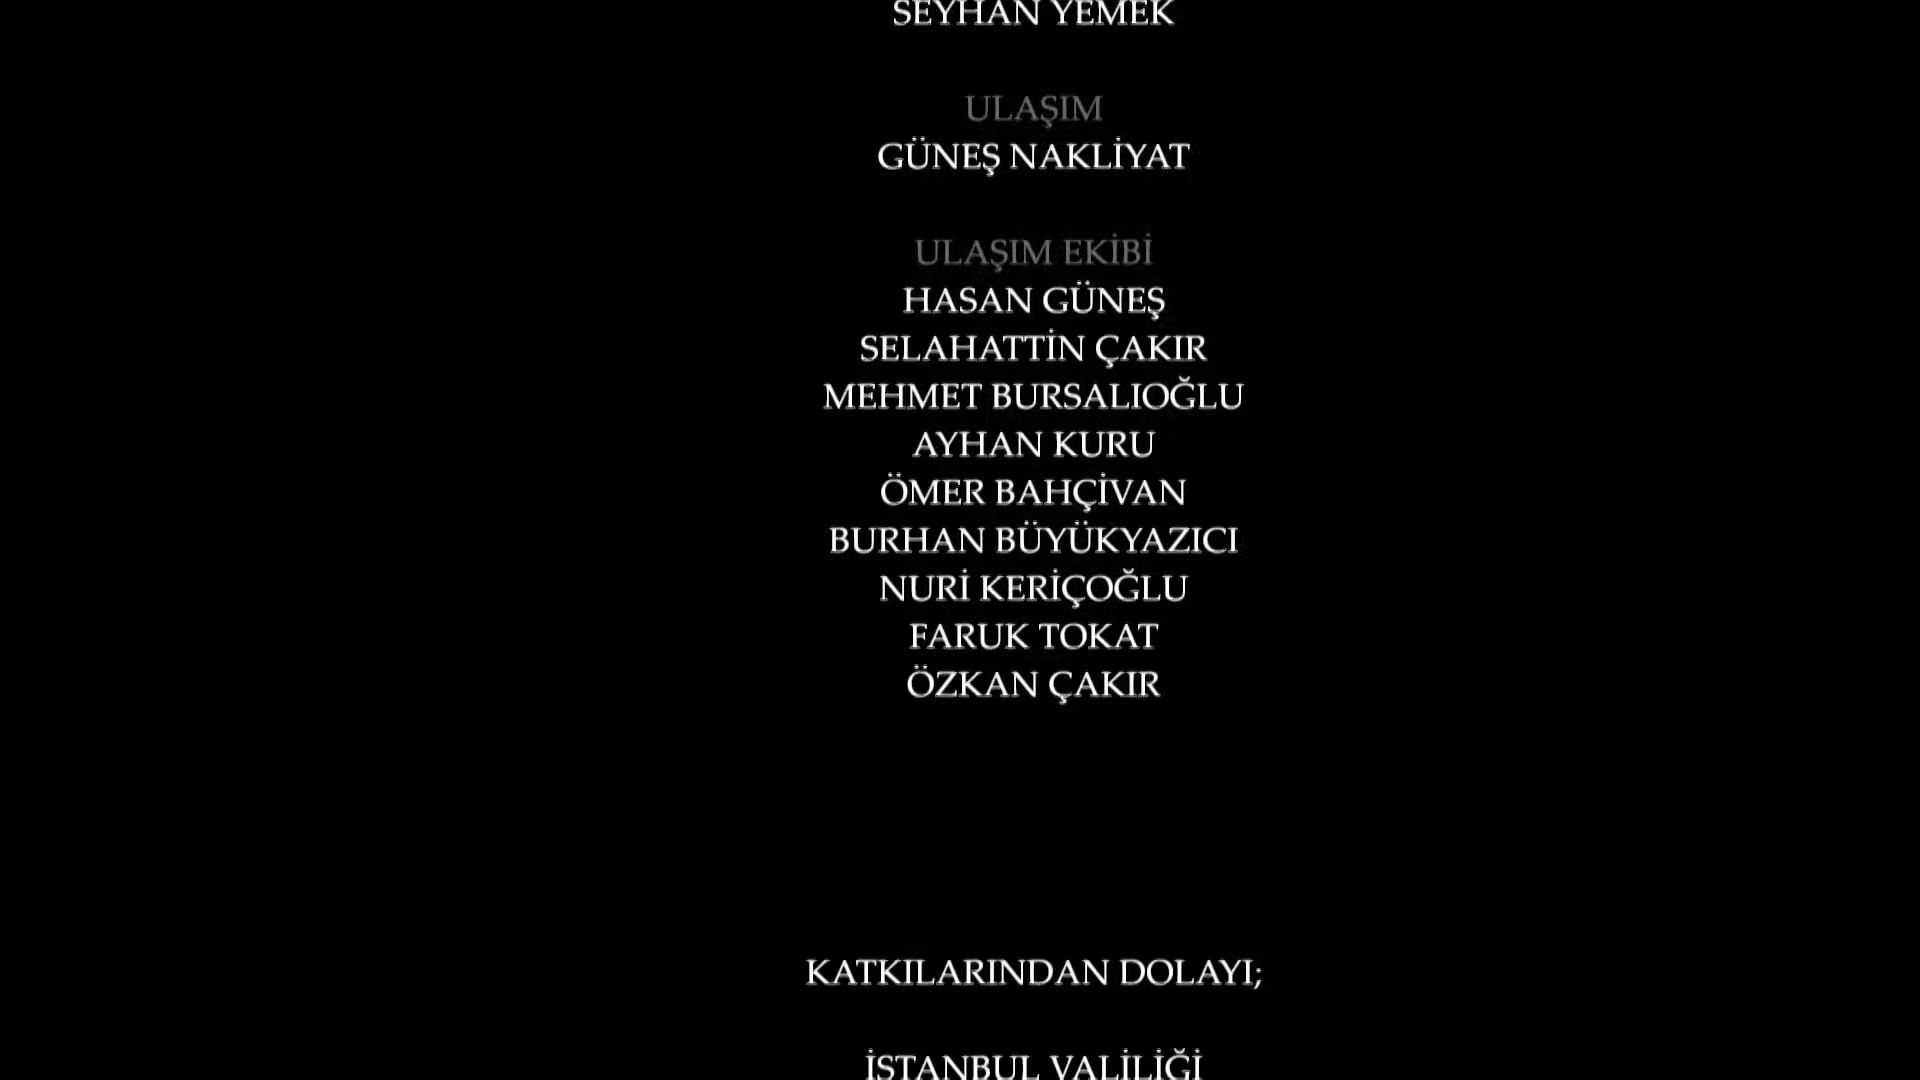 SEYHAN YEMEK
ULAŞIM
GÜNEŞ NAKLİYAT
ULAŞIM EKİBİ
HASAN GÜNEŞ
SELAHATTİN ÇAKIR
MEHMET BURSALIOĞLU
AYHAN KURU
ÖMER BAHÇİVAN
BURHAN BÜYÜKYAZICI
NURİ KERİÇOĞLU
FARUK TOKAT
ÖZKAN ÇAKIR
KATKILARINDAN DOLAYI;
İSTANBUL VALİLİĞİ